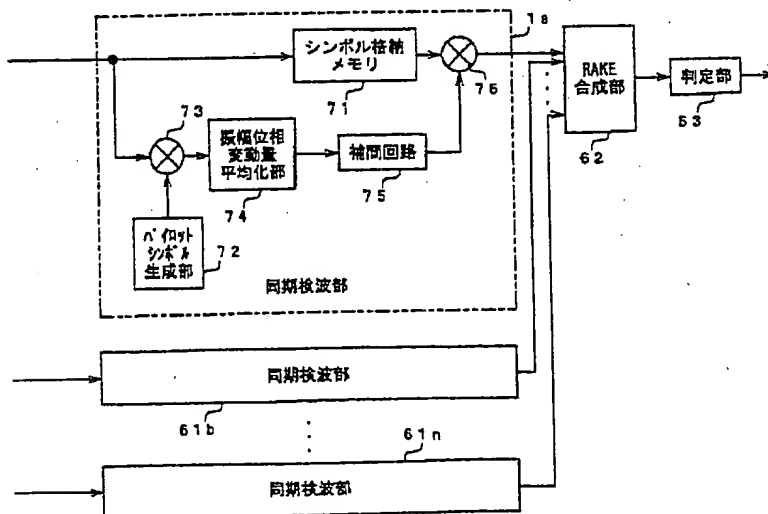 シンボル格納
メモリ
71
76
61a
RAKE
合成部
62
判定部
63
73
振幅位相
変動量
平均化部
74
補間回路
75
パイロット
シンボル
生成部
72
同期検波部
同期検波部
61b
61n
同期検波部